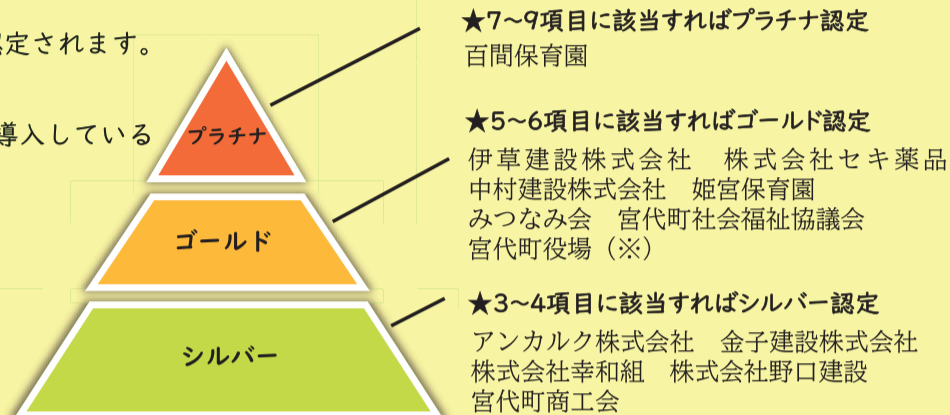 認定されます。
導入している
プラチナ
ゴールド
シルバー
★7～9項目に該当すればプラチナ認定
百間保育園
★5～6項目に該当すればゴールド認定
伊草建設株式会社　株式会社セキ薬品
中村建設株式会社　姫宮保育園
みつなみ会　宮代町社会福祉協議会
宮代町役場（※）
★3～4項目に該当すればシルバー認定
アンカルク株式会社　金子建設株式会社
株式会社幸和組　株式会社野口建設
宮代町商工会